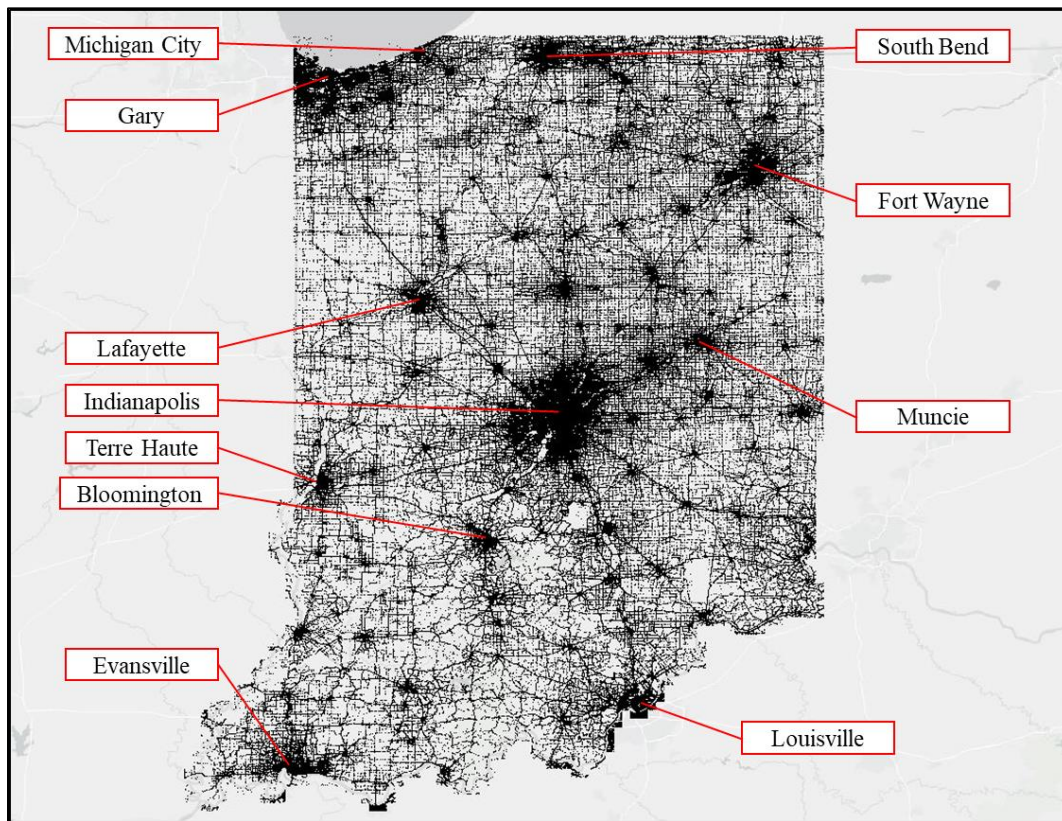 Michigan City
South Bend
Gary
Fort Wayne
Lafayette
Indianapolis
Muncie
Terre Haute
Bloomington
Evansville
Louisville